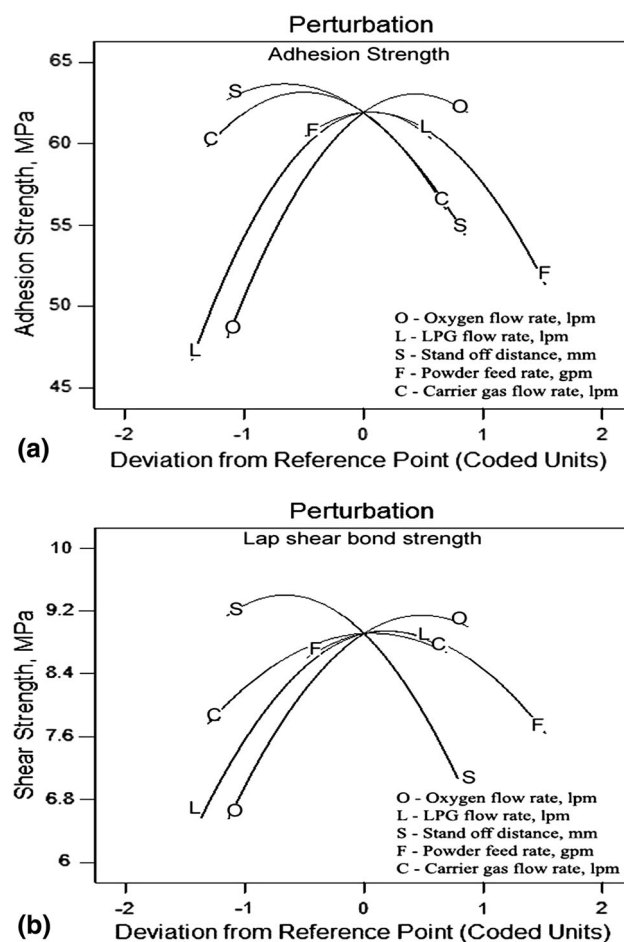 (a)
Perturbation
Adhesion Strength
Adhesion Strength, MPa
65
60
55
50
45
S
C
F
L
O
C
S
L
O
F
O - Oxygen flow rate, lpm
L - LPG flow rate, lpm
S - Stand off distance, mm
F - Powder feed rate, gpm
C - Carrier gas flow rate, lpm
-2 -1 0 1 2
Deviation from Reference Point (Coded Units)
(b)
Perturbation
Lap shear bond strength
Shear Strength, MPa
10
9.2
8.4
7.6
6.8
6
S
O
L
C
F
C
F
L
O
S
O - Oxygen flow rate, lpm
L - LPG flow rate, lpm
S - Stand off distance, mm
F - Powder feed rate, gpm
C - Carrier gas flow rate, lpm
-2 -1 0 1 2
Deviation from Reference Point (Coded Units)